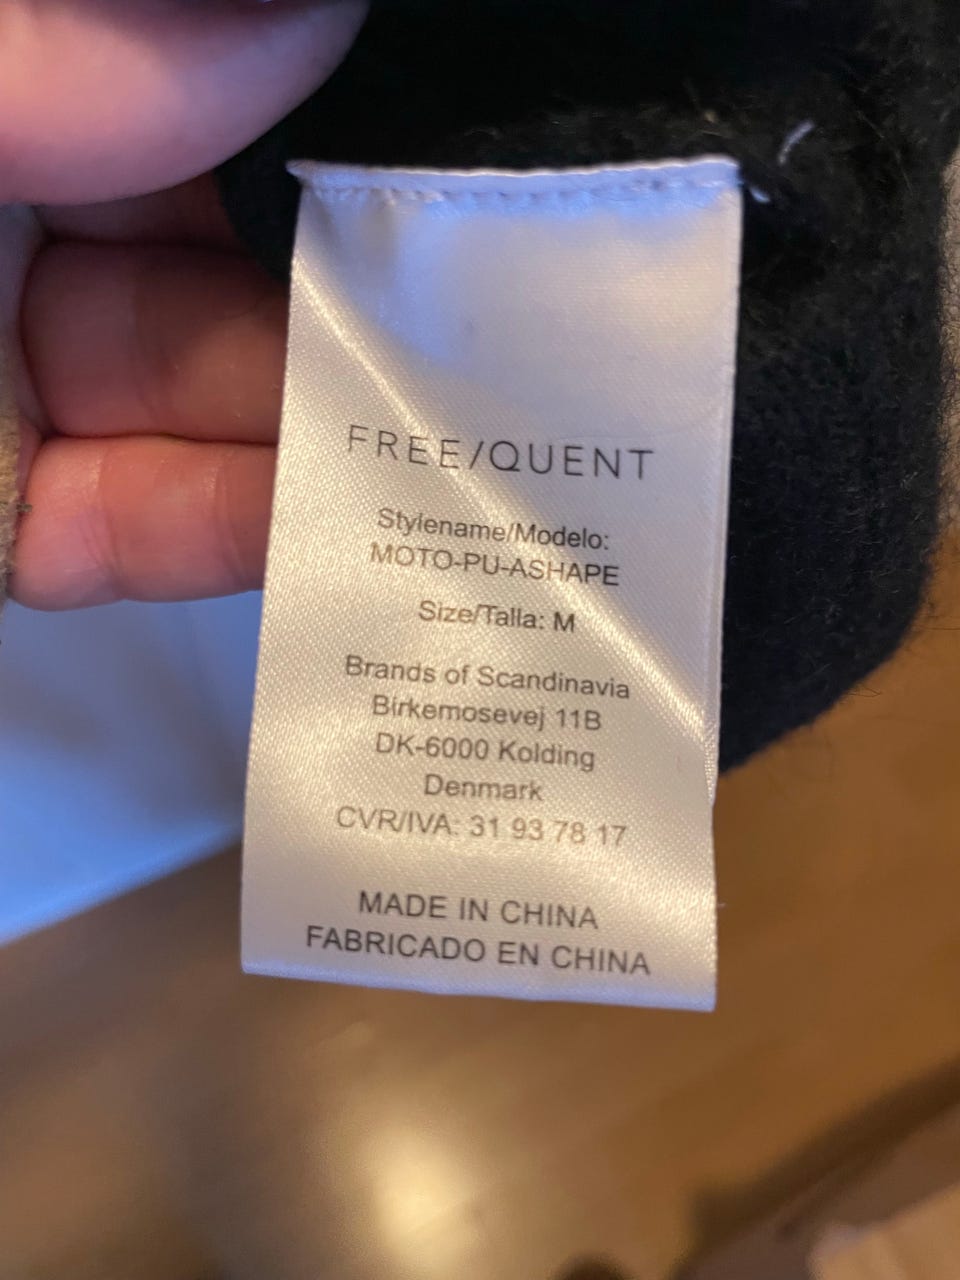 FREE/QUENT
Stylename/Modelo:
MOTO-PU-ASHAPE
Size/Talla: M
Brands of Scandinavia
Birkemosevej 11B
DK-6000 Kolding
Denmark
CVR/IVA: 31 93 78 17
MADE IN CHINA
FABRICADO EN CHINA